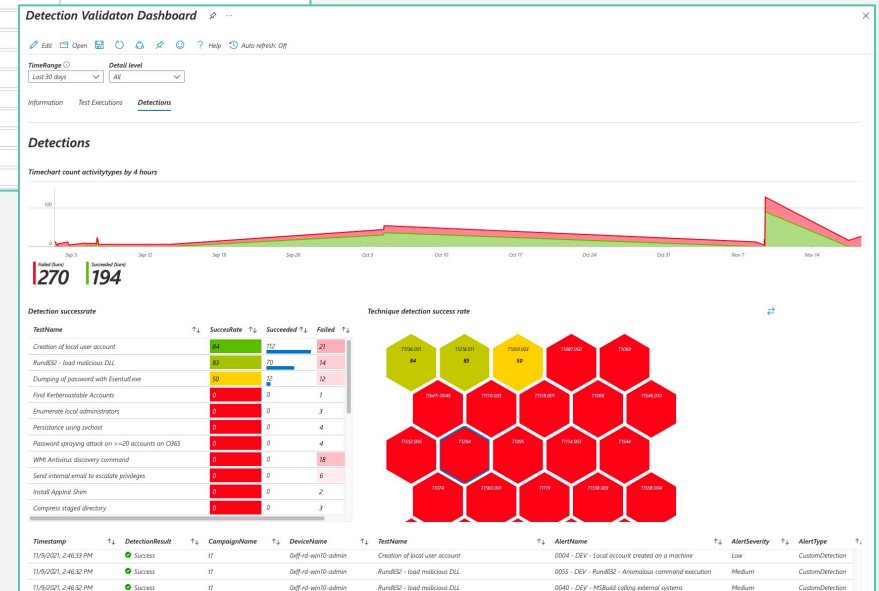 Detection Validaton Dashboard
Edit Open Help Auto refresh: Off
TimeRange Detail level
Last 30 days All
Information Test Executions Detections
Detections
Timechart count activitytypes by 4 hours
100
0
Sep 5 Sep 12 Sep 19 Sep 26 Oct 3 Oct 10 Oct 17 Oct 24 Oct 31 Nov 7 Nov 14
Failed (Sum) Succeeded (Sum)
270 194
Detection successrate Technique detection success rate
TestName SuccesRate Succeeded Failed
Creation of local user account 84 112 21
Rundll32 - load malicious DLL 83 70 14
Dumping of password with Esentutl.exe 50 12 12
Find Kerberoastable Accounts 0 0 1
Enumerate local administrators 0 0 3
Persistance using svchost 0 0 4
Password spraying attack on >=20 accounts on O365 0 0 4
WMI Antivirus discovery command 0 0 18
Send internal email to escalate privileges 0 0 6
Install AppInit Shim 0 0 2
Compress staged directory 0 0 3
T1136.001 T1218.011 T1003.003 T1087.002 T1069
84 83 50
T0xFF-0045 T1110.003 T1518.001 T1068 T1546.010
T1552.006 T1204 T1095 T1114.003 T1544
T1074 T1560.001 T1119 T1558.003 T1558.004
Timestamp DetectionResult CampaignName DeviceName TestName AlertName AlertSeverity AlertType
11/9/2021, 2:46:33 PM Success t1 0xff-rd-win10-admin Creation of local user account 0004 - DEV - Local account created on a machine Low CustomDetection
11/9/2021, 2:46:32 PM Success t1 0xff-rd-win10-admin Rundll32 - load malicious DLL 0055 - DEV - Rundll32 - Anomalous command execution Medium CustomDetection
11/9/2021, 2:46:32 PM Success t1 0xff-rd-win10-admin Rundll32 - load malicious DLL 0040 - DEV - MSBuild calling external systems Medium CustomDetection